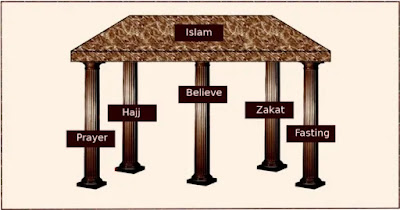 Islam
Believe
Hajj
Zakat
Prayer
Fasting